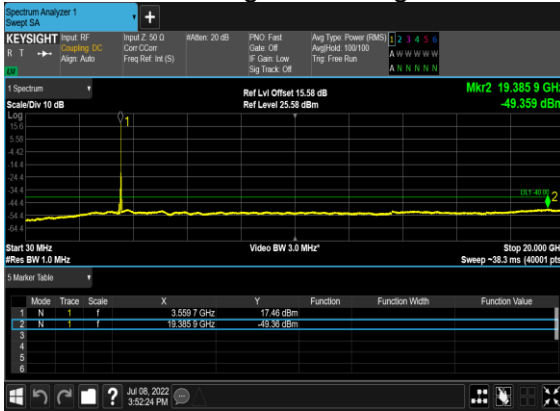 Spectrum Analyzer 1
Swept SA
+
KEYSIGHT Input: RF Input Z: 50 Ω #Atten: 20 dB PNO: Fast Avg Type: Power (RMS) 1 2 3 4 5 6
R T Coupling: DC Corr CCorr Gate: Off Avg|Hold: 100/100 A W W W W W
Align: Auto Freq Ref: Int (S) IF Gain: Low Trig: Free Run
Sig Track: Off A N N N N N
1 Spectrum Ref Lvl Offset 15.58 dB Mkr2 19.385 9 GHz
Scale/Div 10 dB Ref Level 25.58 dBm -49.359 dBm
Log
15.6
5.58
-4.42
-14.4
-24.4
-34.4
-44.4
-54.4
-64.4
1
DL1 -40.00
2
Start 30 MHz Video BW 3.0 MHz* Stop 20.000 GH
#Res BW 1.0 MHz Sweep ~38.3 ms (40001 pts
5 Marker Table
Mode Trace Scale X Y Function Function Width Function Value
1 N 1 f 3.559 7 GHz 17.46 dBm
2 N 1 f 19.385 9 GHz -49.36 dBm
3
4
5
6
? Jul 08, 2022
3:52:24 PM